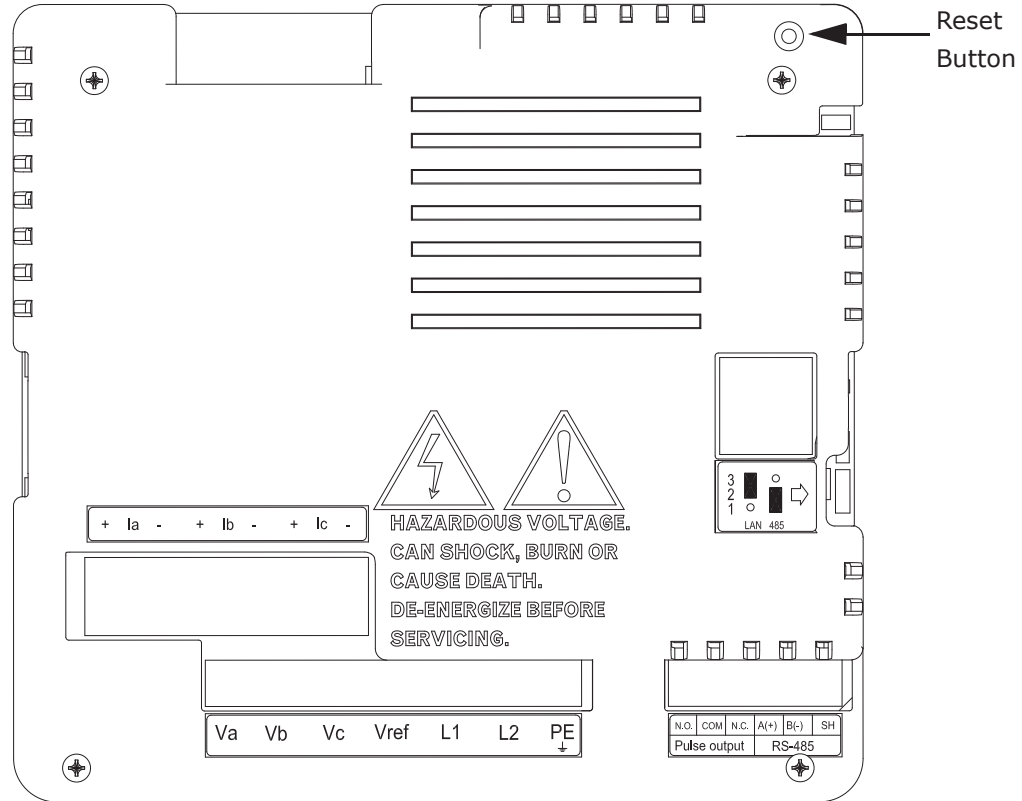 Reset
Button
3
2
1
LAN 485
+ Ia - + Ib - + Ic -
HAZARDOUS VOLTAGE.
CAN SHOCK, BURN OR
CAUSE DEATH.
DE-ENERGIZE BEFORE
SERVICING.
Va Vb Vc Vref L1 L2 PE
N.O. COM N.C. A(+) B(-) SH
Pulse output RS-485